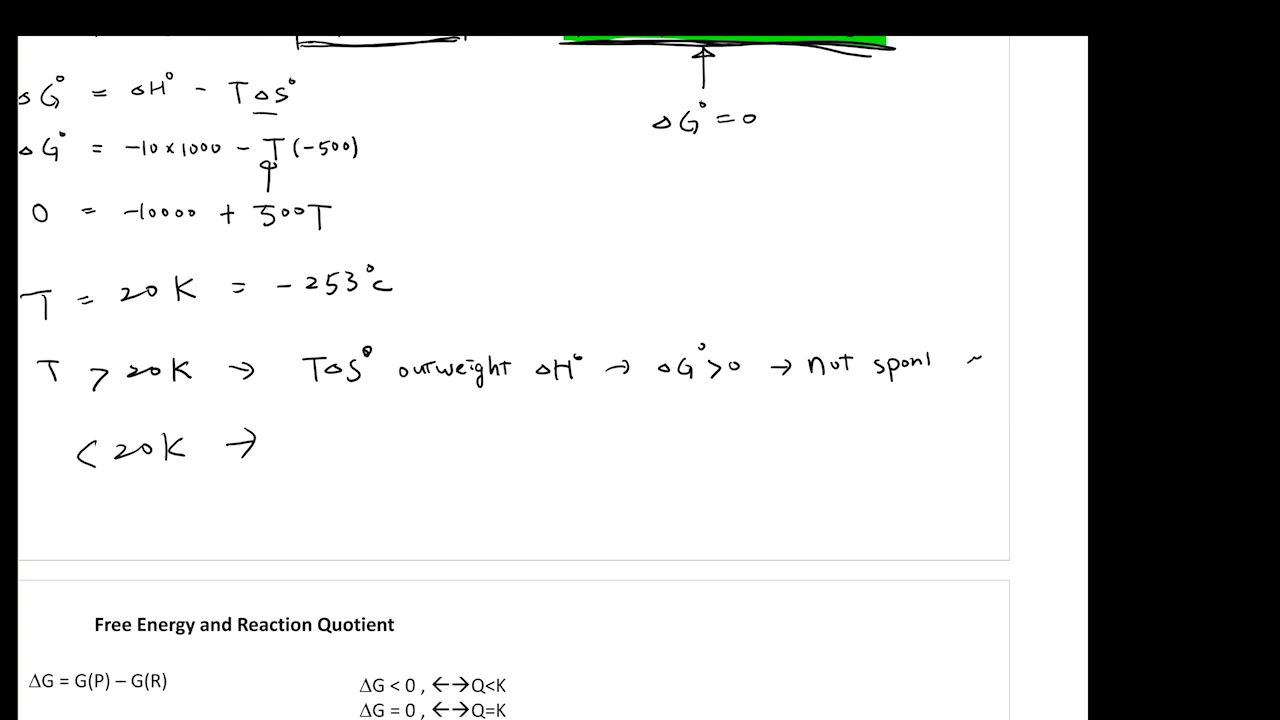 ΔG° = ΔH° - TΔS°
ΔG° = 0
ΔG° = -10 × 1000 - T (-500)
0 = -10000 + 500T
T = 20 K = -253°C
T > 20K → TΔS° outweight ΔH° → ΔG° > 0 → not spont
< 20K →
Free Energy and Reaction Quotient
ΔG = G(P) – G(R)
ΔG < 0 , ←→Q<K
ΔG = 0 , ←→Q=K